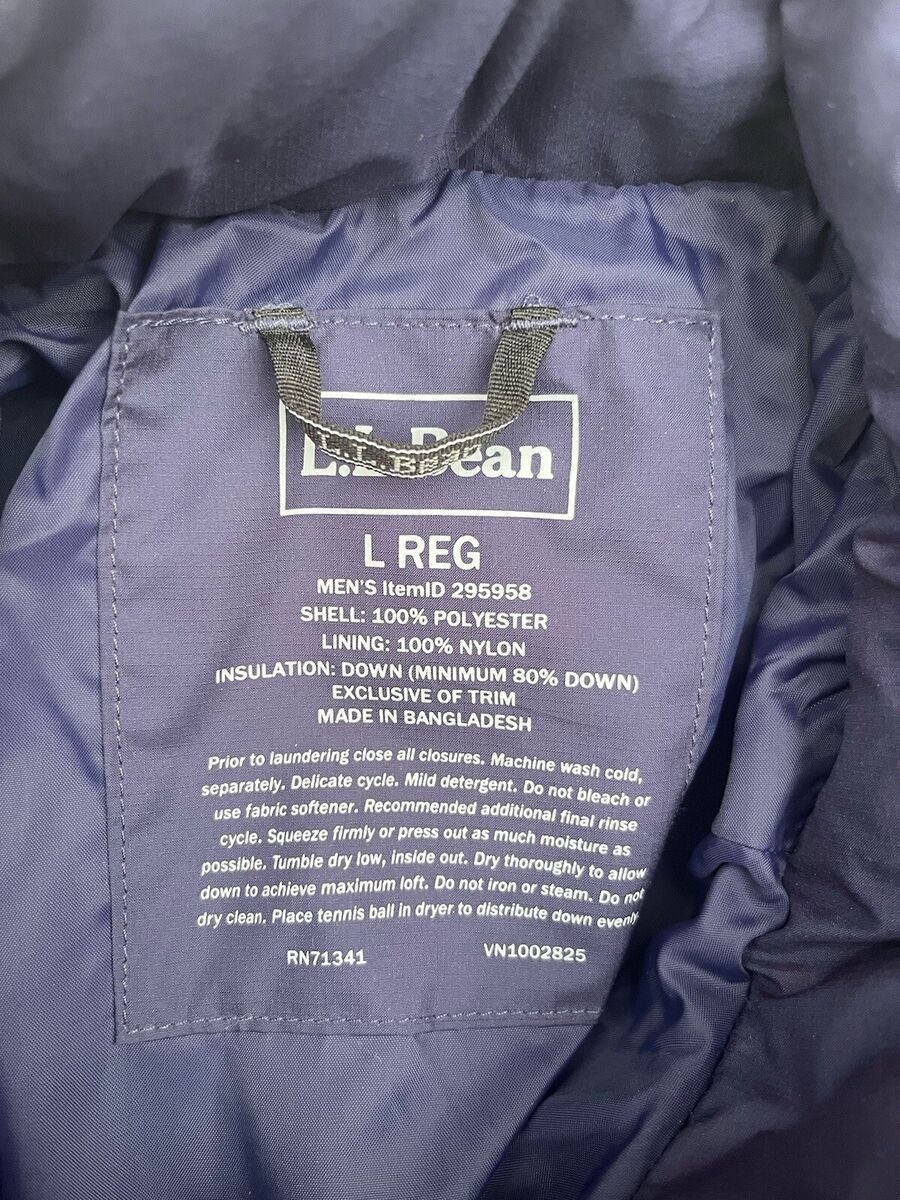 L.L.Bean
L.L.BEAN
L REG
MEN'S ItemID 295958
SHELL: 100% POLYESTER
LINING: 100% NYLON
INSULATION: DOWN (MINIMUM 80% DOWN)
EXCLUSIVE OF TRIM
MADE IN BANGLADESH
Prior to laundering close all closures. Machine wash cold,
separately. Delicate cycle. Mild detergent. Do not bleach or
use fabric softener. Recommended additional final rinse
cycle. Squeeze firmly or press out as much moisture as
possible. Tumble dry low, inside out. Dry thoroughly to allow
down to achieve maximum loft. Do not iron or steam. Do not
dry clean. Place tennis ball in dryer to distribute down evenly
RN71341 VN1002825